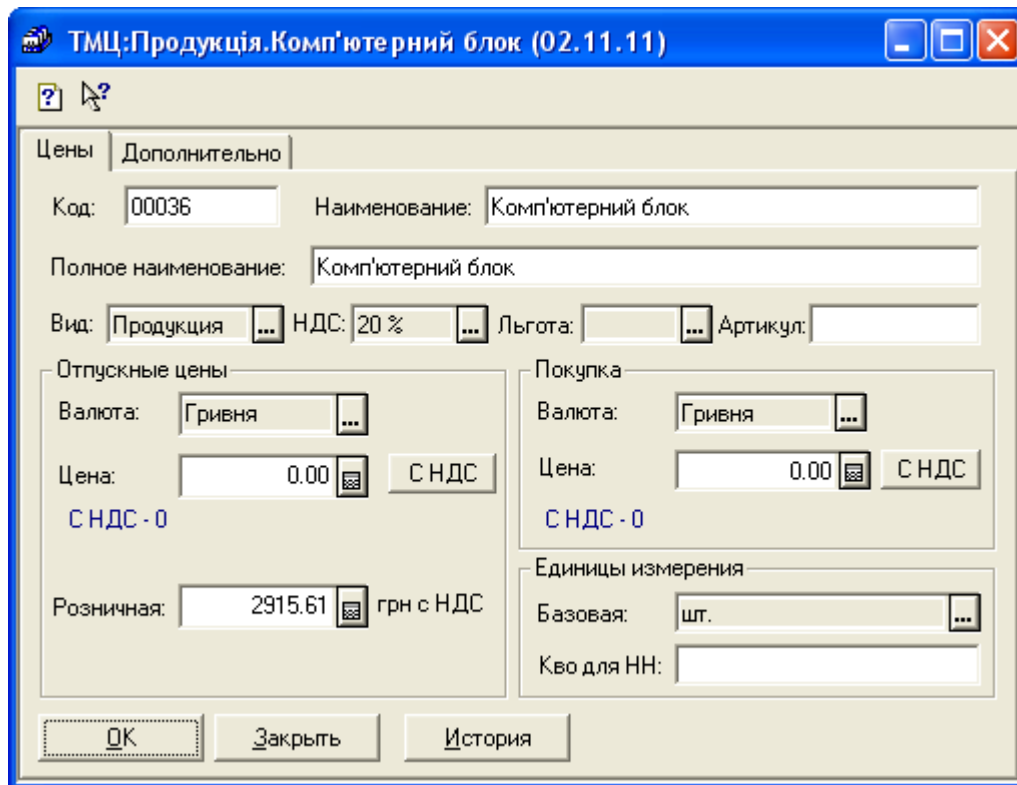 ТМЦ:Продукція.Комп'ютерний блок (02.11.11)
Цены Дополнительно
Код: 00036 Наименование: Комп'ютерний блок
Полное наименование: Комп'ютерний блок
Вид: Продукция ... НДС: 20 % ... Льгота: ... Артикул:
Отпускные цены
Валюта: Гривня ...
Цена: 0.00 С НДС
С НДС - 0
Розничная: 2915.61 грн с НДС
Покупка
Валюта: Гривня ...
Цена: 0.00 С НДС
С НДС - 0
Единицы измерения
Базовая: шт. ...
Кво для НН:
OK Закрыть История